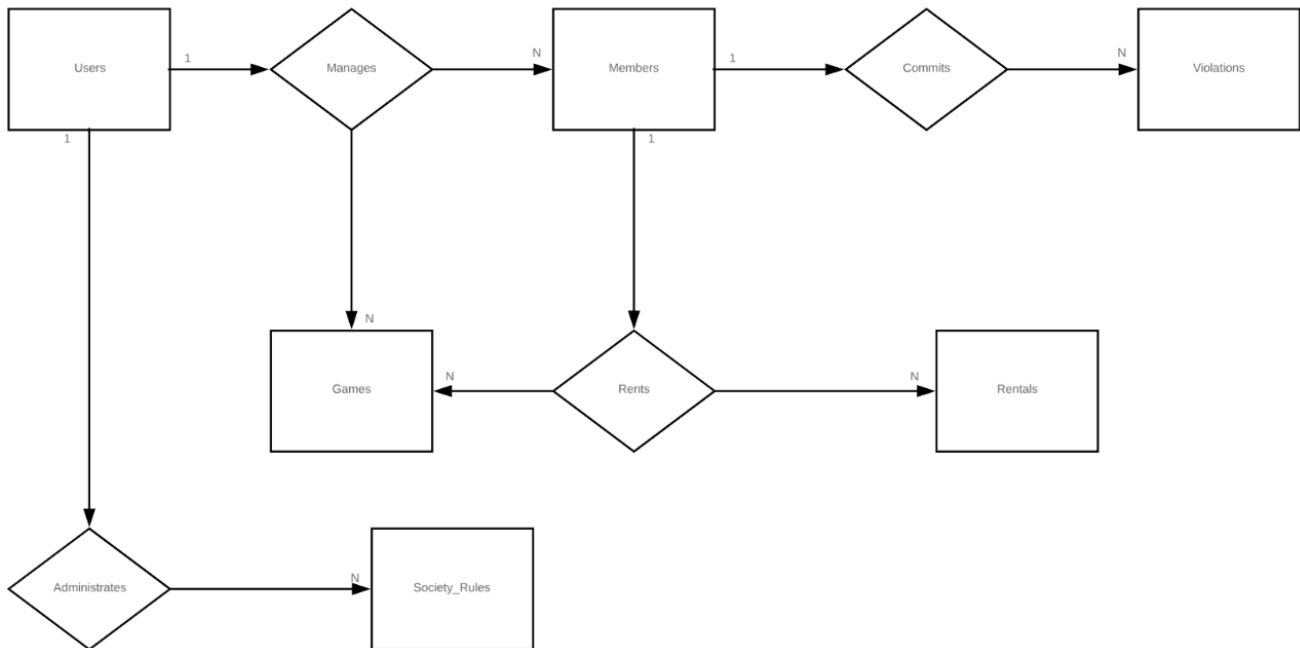 1
N
1
N
Users
Manages
Members
Commits
Violations
1
1
N
N
N
Games
Rents
Rentals
N
Administrates
Society_Rules